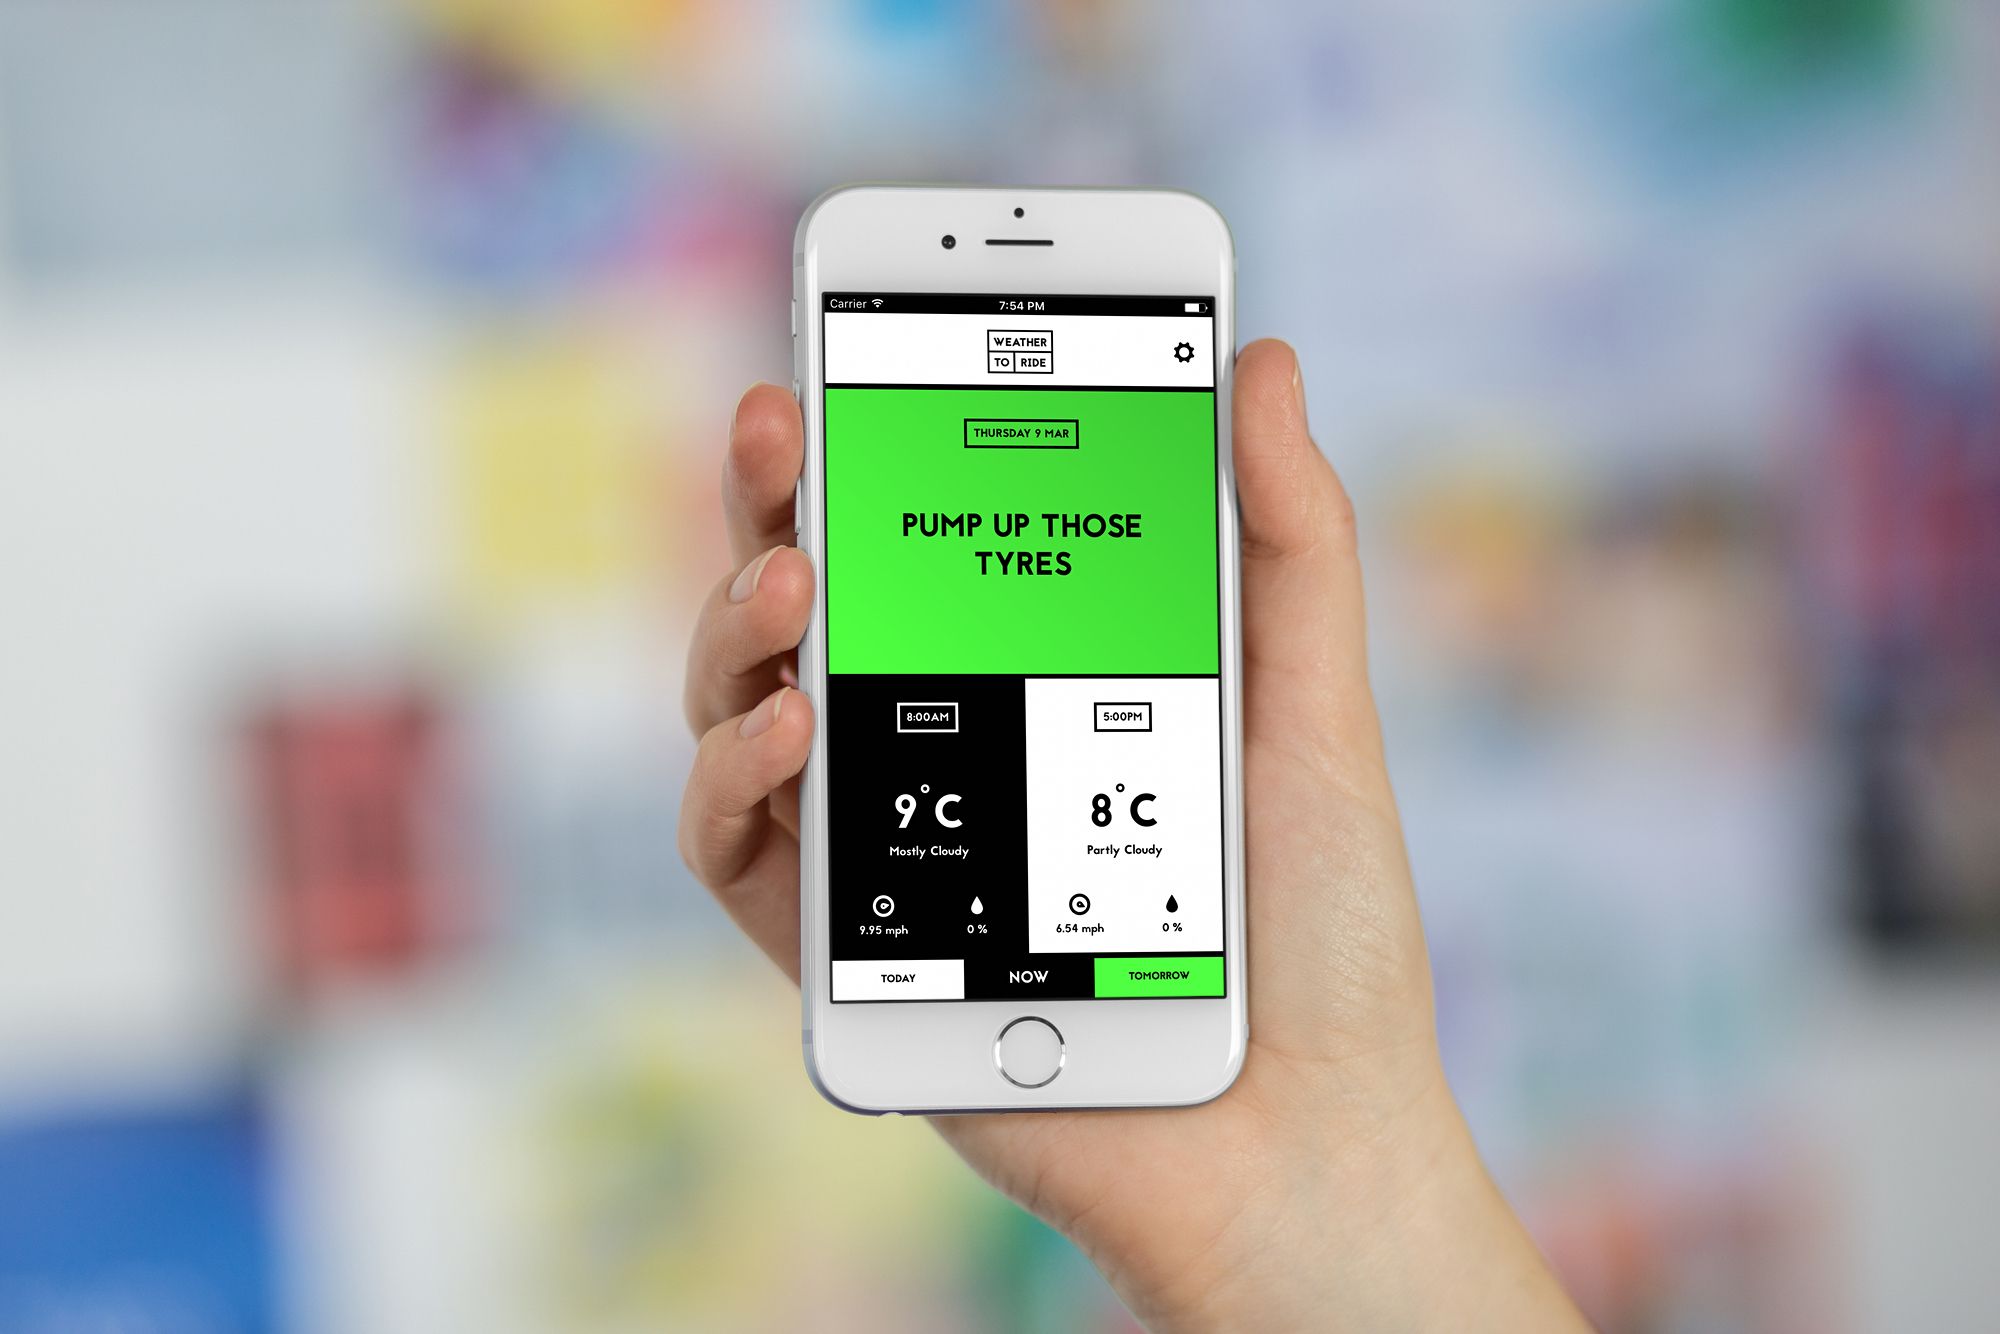 Carrier
7:54 PM
WEATHER
TO RIDE
THURSDAY 9 MAR
PUMP UP THOSE
TYRES
8:00AM
9°C
Mostly Cloudy
9.95 mph
0 %
5:00PM
8°C
Partly Cloudy
6.54 mph
0 %
TODAY
NOW
TOMORROW